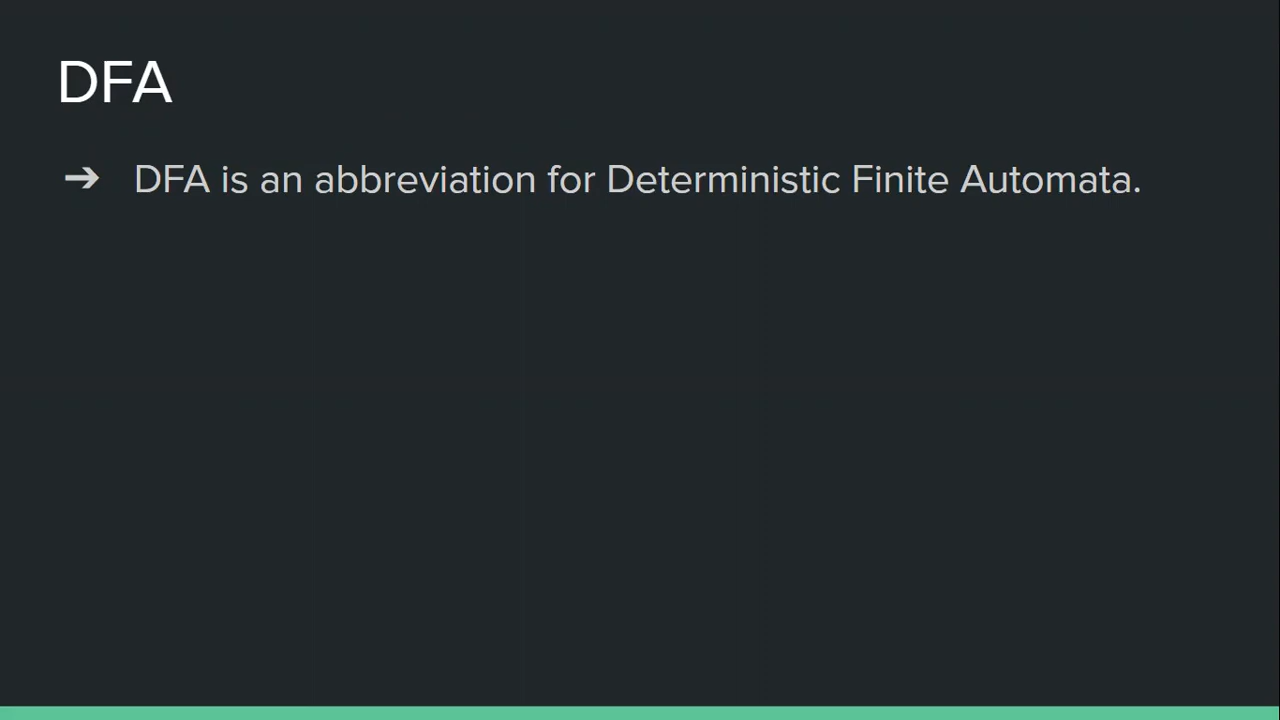 DFA
➔ DFA is an abbreviation for Deterministic Finite Automata.